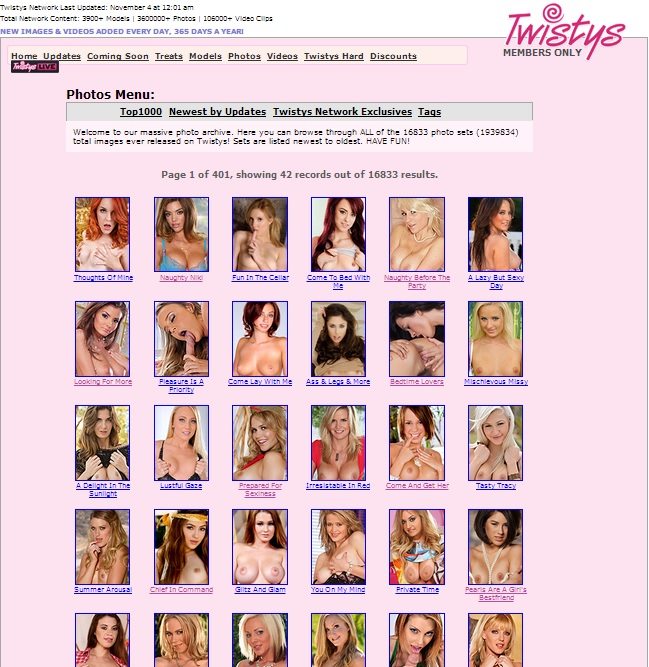 Twistys Network Last Updated: November 4 at 12:01 am
Total Network Content: 3900+ Models | 3600000+ Photos | 106000+ Video Clips
NEW IMAGES & VIDEOS ADDED EVERY DAY, 365 DAYS A YEAR!
Twistys
MEMBERS ONLY
Home Updates Coming Soon Treats Models Photos Videos Twistys Hard Discounts
Twistys LIVE
Photos Menu:
Top1000 Newest by Updates Twistys Network Exclusives Tags
Welcome to our massive photo archive. Here you can browse through ALL of the 16833 photo sets (1939834)
total images ever released on Twistys! Sets are listed newest to oldest. HAVE FUN!
Page 1 of 401, showing 42 records out of 16833 results.
Thoughts Of Mine
Naughty Niki
Fun In The Cellar
Come To Bed With
Me
Naughty Before The
Party
A Lazy But Sexy
Day
Looking For More
Pleasure Is A
Priority
Come Lay With Me
Ass & Legs & More
Bedtime Lovers
Mischievous Missy
A Delight In The
Sunlight
Lustful Gaze
Prepared For
Sexiness
Irresistable In Red
Come And Get Her
Tasty Tracy
Summer Arousal
Chief In Command
Glitz And Glam
You On My Mind
Private Time
Pearls Are A Girl's
Bestfriend